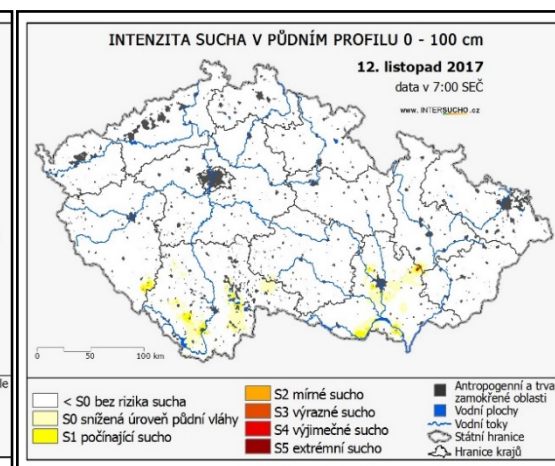 INTENZITA SUCHA V PŮDNÍM PROFILU 0 - 100 cm
12. listopad 2017
data v 7:00 SEČ
www.INTERSUCHO.cz
0 50 100 km
< S0 bez rizika sucha
S0 snížená úroveň půdní vláhy
S1 počínající sucho
S2 mírné sucho
S3 výrazné sucho
S4 výjimečné sucho
S5 extrémní sucho
Antropogenní a trva
zamokřené oblasti
Vodní plochy
Vodní toky
Státní hranice
Hranice krajů